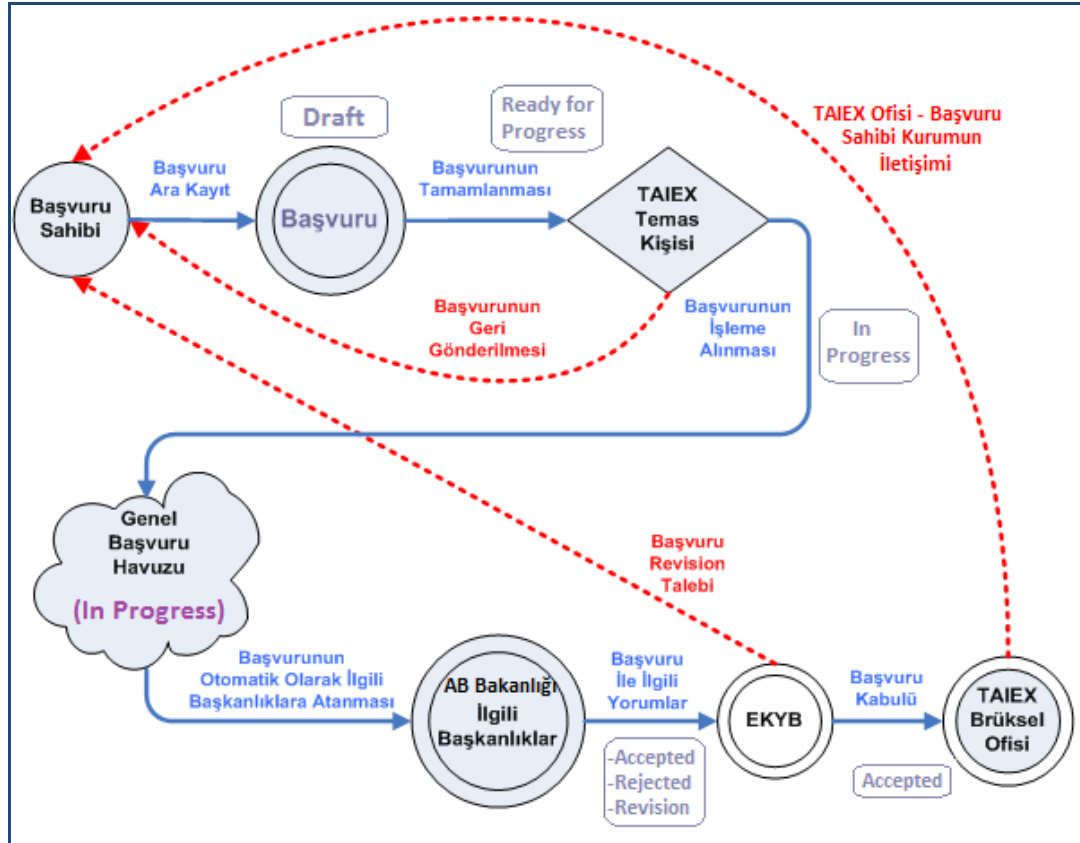 Draft
Ready for
Progress
TAIEX Ofisi - Başvuru
Sahibi Kurumun
İletişimi
Başvuru
Sahibi
Başvuru
Ara Kayıt
Başvuru
Başvurunun
Tamamlanması
TAIEX
Temas
Kişisi
Başvurunun
Geri
Gönderilmesi
Başvurunun
İşleme
Alınması
In
Progress
Genel
Başvuru
Havuzu
(In Progress)
Başvuru
Revision
Talebi
Başvurunun
Otomatik Olarak İlgili
Başkanlıklara Atanması
AB Bakanlığı
İlgili
Başkanlıklar
Başvuru
İle İlgili
Yorumlar
-Accepted
-Rejected
-Revision
EKYB
Başvuru
Kabulü
Accepted
TAIEX
Brüksel
Ofisi